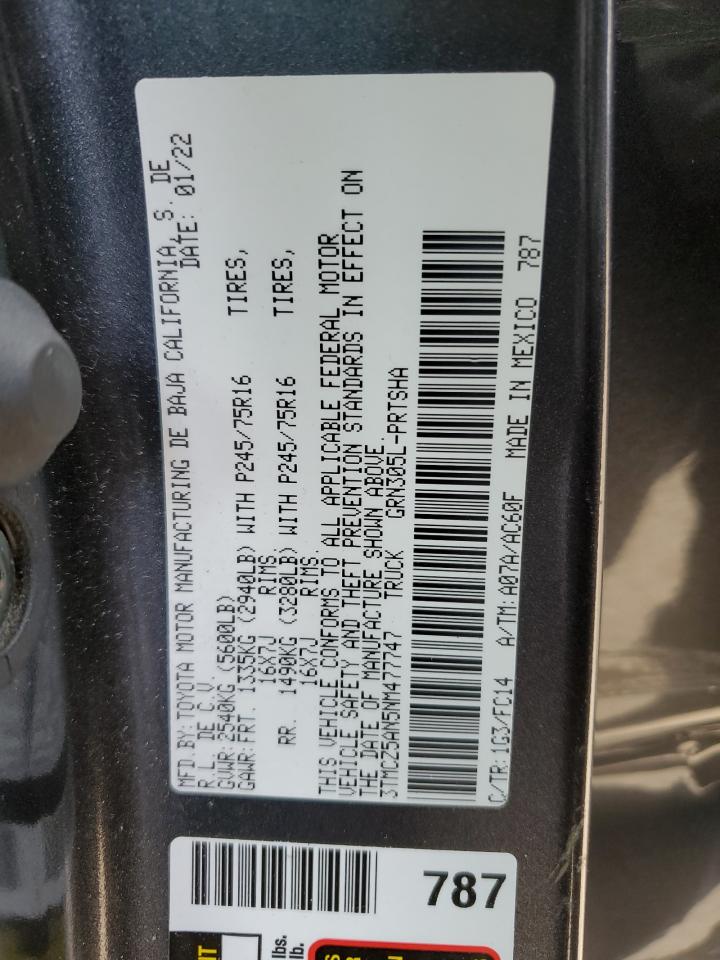 MFD.BY:TOYOTA MOTOR MANUFACTURING DE BAJA CALIFORNIA, S. DE
R.L. DE C.V. DATE: 01/22
GVWR:2540KG (5600LB)
GAWR:FRT. 1335KG (2940LB) WITH P245/75R16 TIRES,
16X7J RIMS.
RR. 1490KG (3280LB) WITH P245/75R16 TIRES,
16X7J RIMS.
THIS VEHICLE CONFORMS TO ALL APPLICABLE FEDERAL MOTOR
VEHICLE SAFETY AND THEFT PREVENTION STANDARDS IN EFFECT ON
THE DATE OF MANUFACTURE SHOWN ABOVE.
3TMCZ5AN5NM477747 TRUCK GRN305L-PRTSHA
C/TR:1G3/FC14 A/TM:A07A/AC60F MADE IN MEXICO 787
787
lbs.
lb.